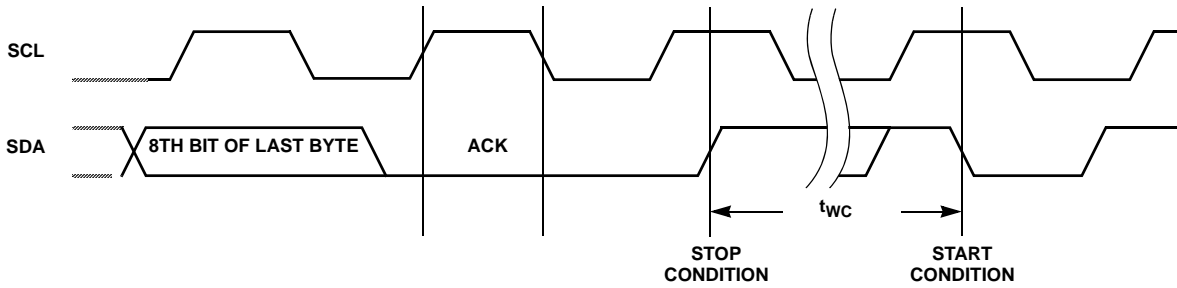 SCL
SDA
8TH BIT OF LAST BYTE
ACK
tWC
STOP
CONDITION
START
CONDITION